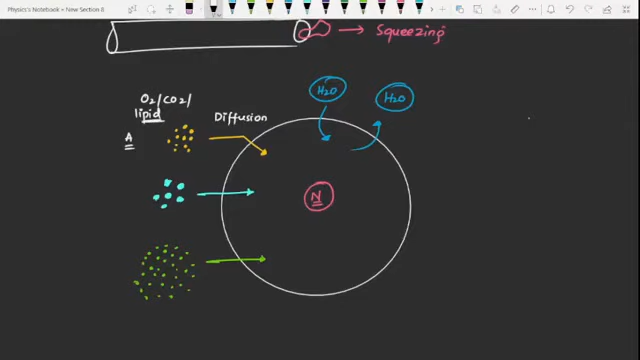 Physics's Notebook » New Section 8
→ Squeezing
O2/CO2/
lipid
A
Diffusion
H2O
H2O
N